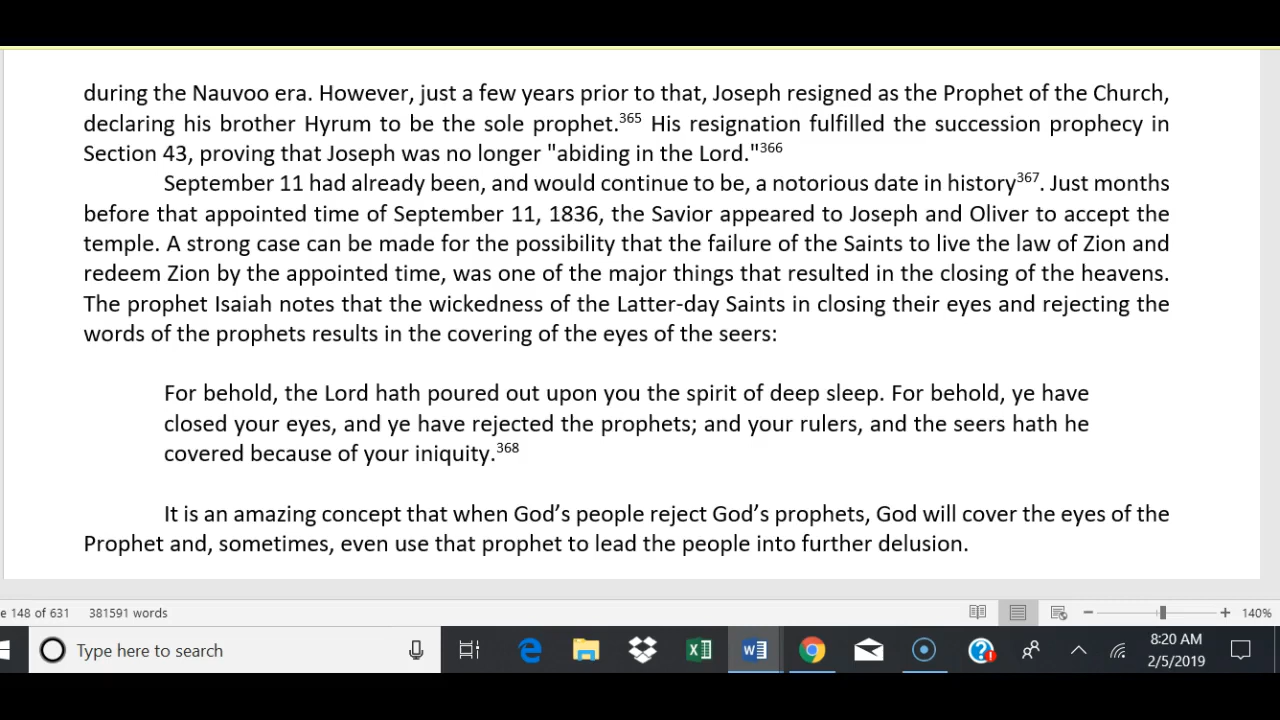 during the Nauvoo era. However, just a few years prior to that, Joseph resigned as the Prophet of the Church,
declaring his brother Hyrum to be the sole prophet.365 His resignation fulfilled the succession prophecy in
Section 43, proving that Joseph was no longer "abiding in the Lord."366
September 11 had already been, and would continue to be, a notorious date in history367. Just months
before that appointed time of September 11, 1836, the Savior appeared to Joseph and Oliver to accept the
temple. A strong case can be made for the possibility that the failure of the Saints to live the law of Zion and
redeem Zion by the appointed time, was one of the major things that resulted in the closing of the heavens.
The prophet Isaiah notes that the wickedness of the Latter-day Saints in closing their eyes and rejecting the
words of the prophets results in the covering of the eyes of the seers:
For behold, the Lord hath poured out upon you the spirit of deep sleep. For behold, ye have
closed your eyes, and ye have rejected the prophets; and your rulers, and the seers hath he
covered because of your iniquity.368
It is an amazing concept that when God’s people reject God’s prophets, God will cover the eyes of the
Prophet and, sometimes, even use that prophet to lead the people into further delusion.
e 148 of 631 381591 words 140%
Type here to search
8:20 AM
2/5/2019